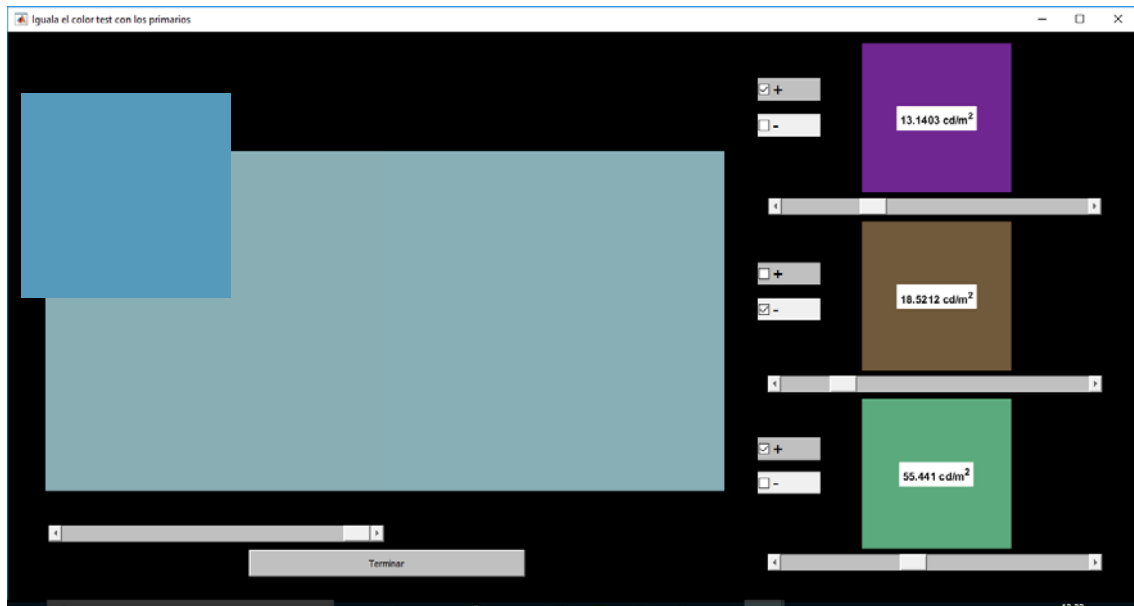 Iguala el color test con los primarios
+
-
13.1403 cd/m²
+
-
18.5212 cd/m²
+
-
55.441 cd/m²
Terminar